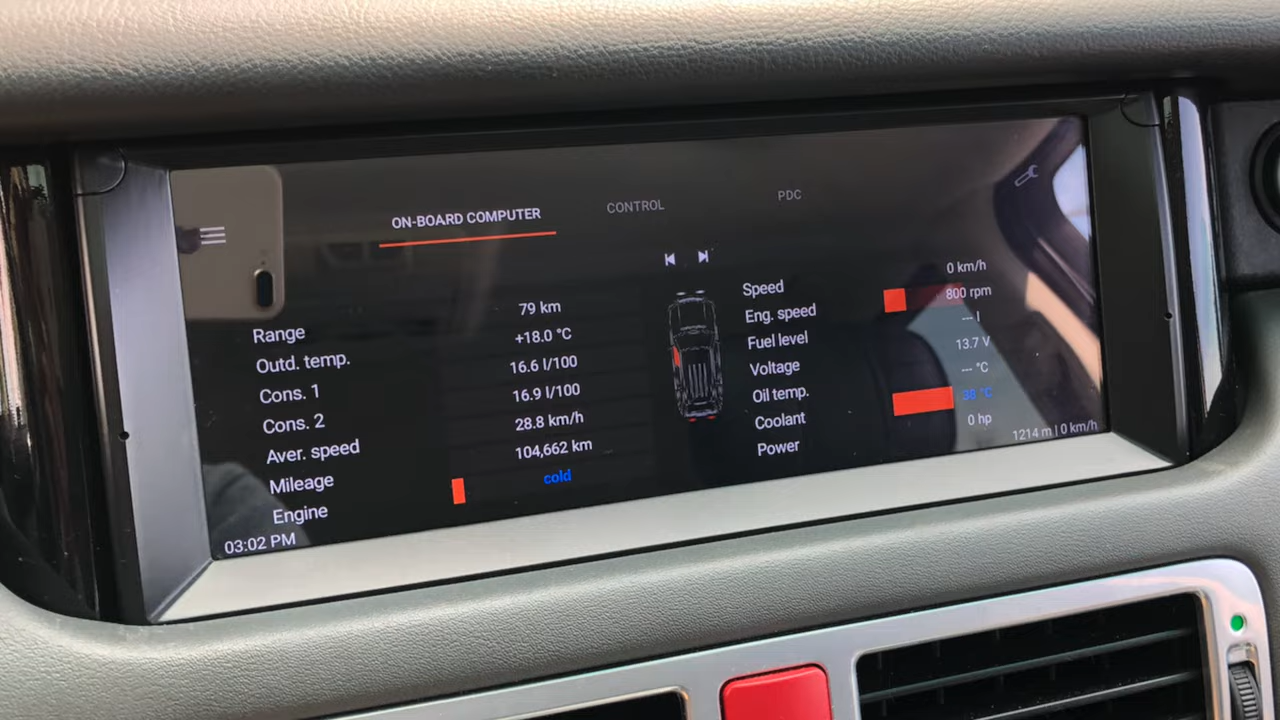 ON-BOARD COMPUTER
CONTROL
PDC
Range 79 km
Outd. temp. +18.0 °C
Cons. 1 16.6 l/100
Cons. 2 16.9 l/100
Aver. speed 28.8 km/h
Mileage 104,662 km
Engine cold
03:02 PM
Speed 0 km/h
Eng. speed 800 rpm
Fuel level --- l
Voltage 13.7 V
Oil temp. --- °C
Coolant 38 °C
Power 0 hp
1214 m | 0 km/h